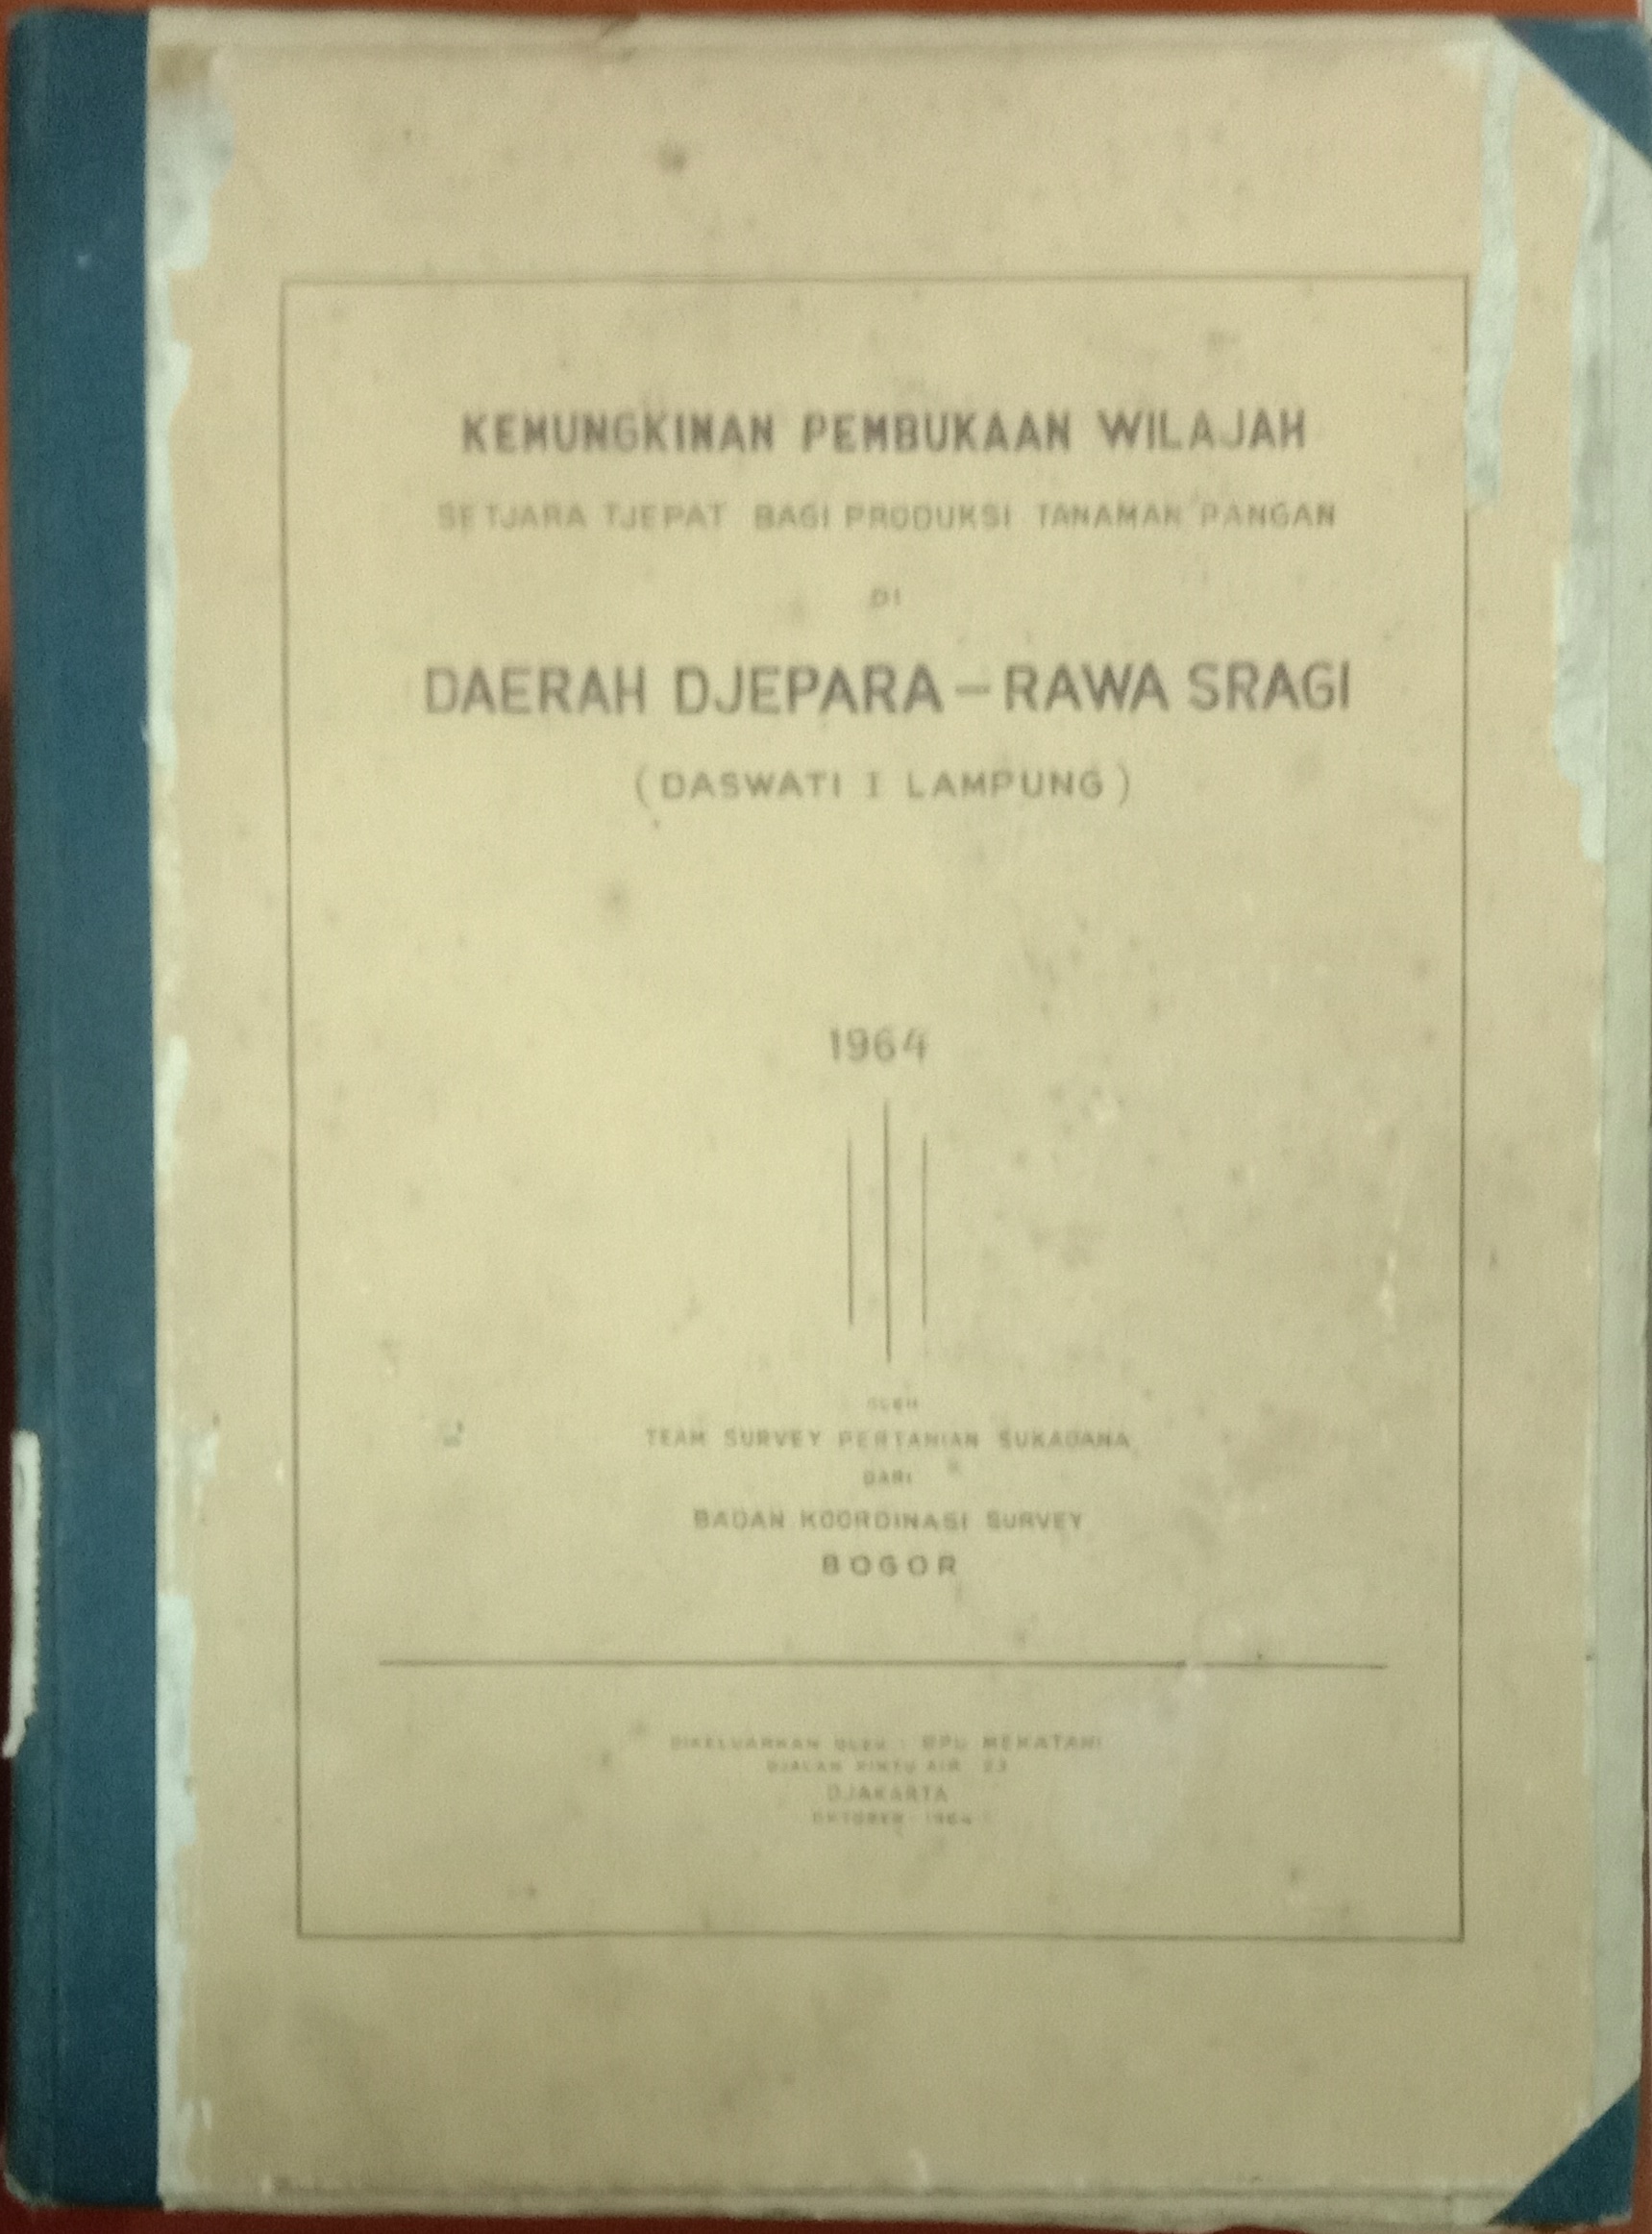 KEMUNGKINAN PEMBUKAAN WILAJAH
SETJARA TJEPAT BAGI PRODUKSI TANAMAN PANGAN
DI
DAERAH DJEPARA – RAWA SRAGI
(DASWATI I LAMPUNG)
1964
OLEH
TEAM SURVEY PERTANIAN SUKADANA
DARI
BADAN KOORDINASI SURVEY
BOGOR
DIKELUARKAN OLEH : BPU MEKATANI
DJALAN PINTU AIR 23
DJAKARTA
OKTOBER 1964